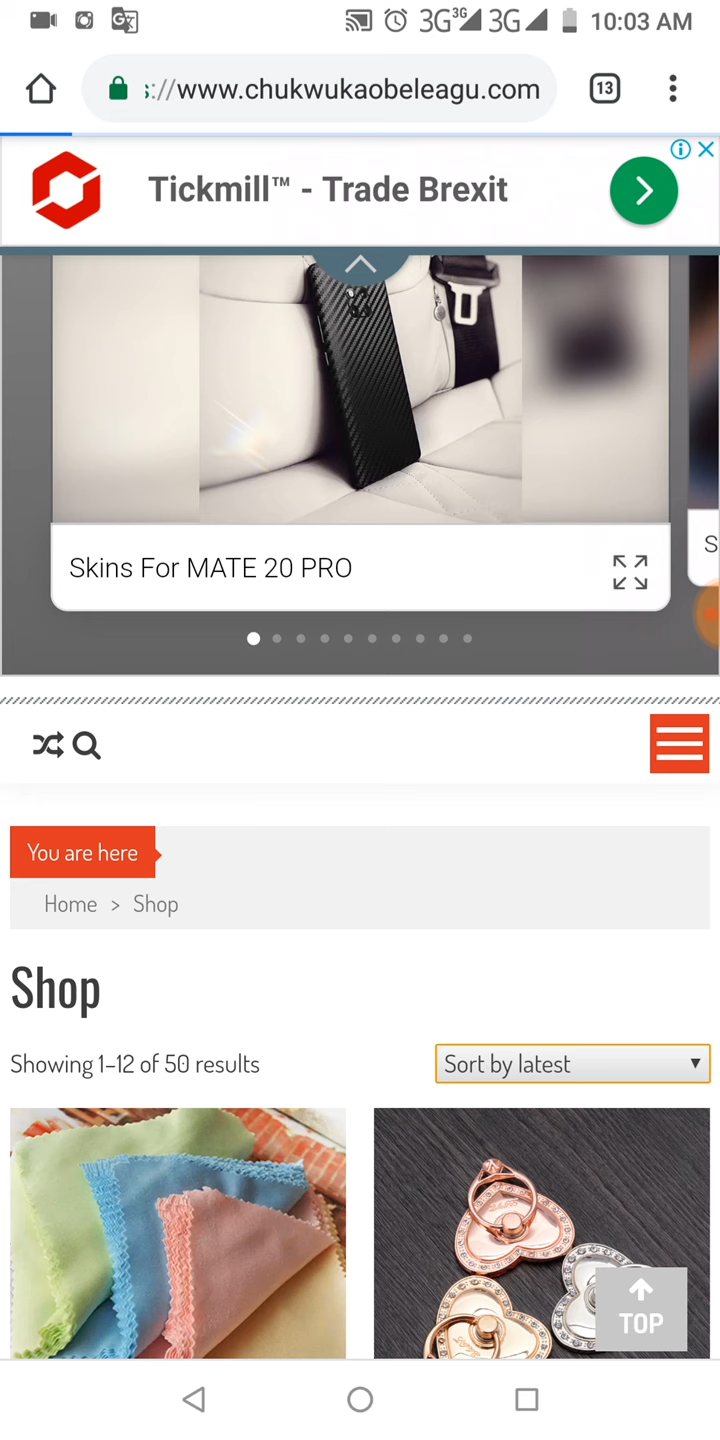 3G 3G 3G 10:03 AM
s://www.chukwukaobeleagu.com
13
Tickmill™ - Trade Brexit
Skins For MATE 20 PRO
S
You are here
Home > Shop
Shop
Showing 1–12 of 50 results
Sort by latest
TOP